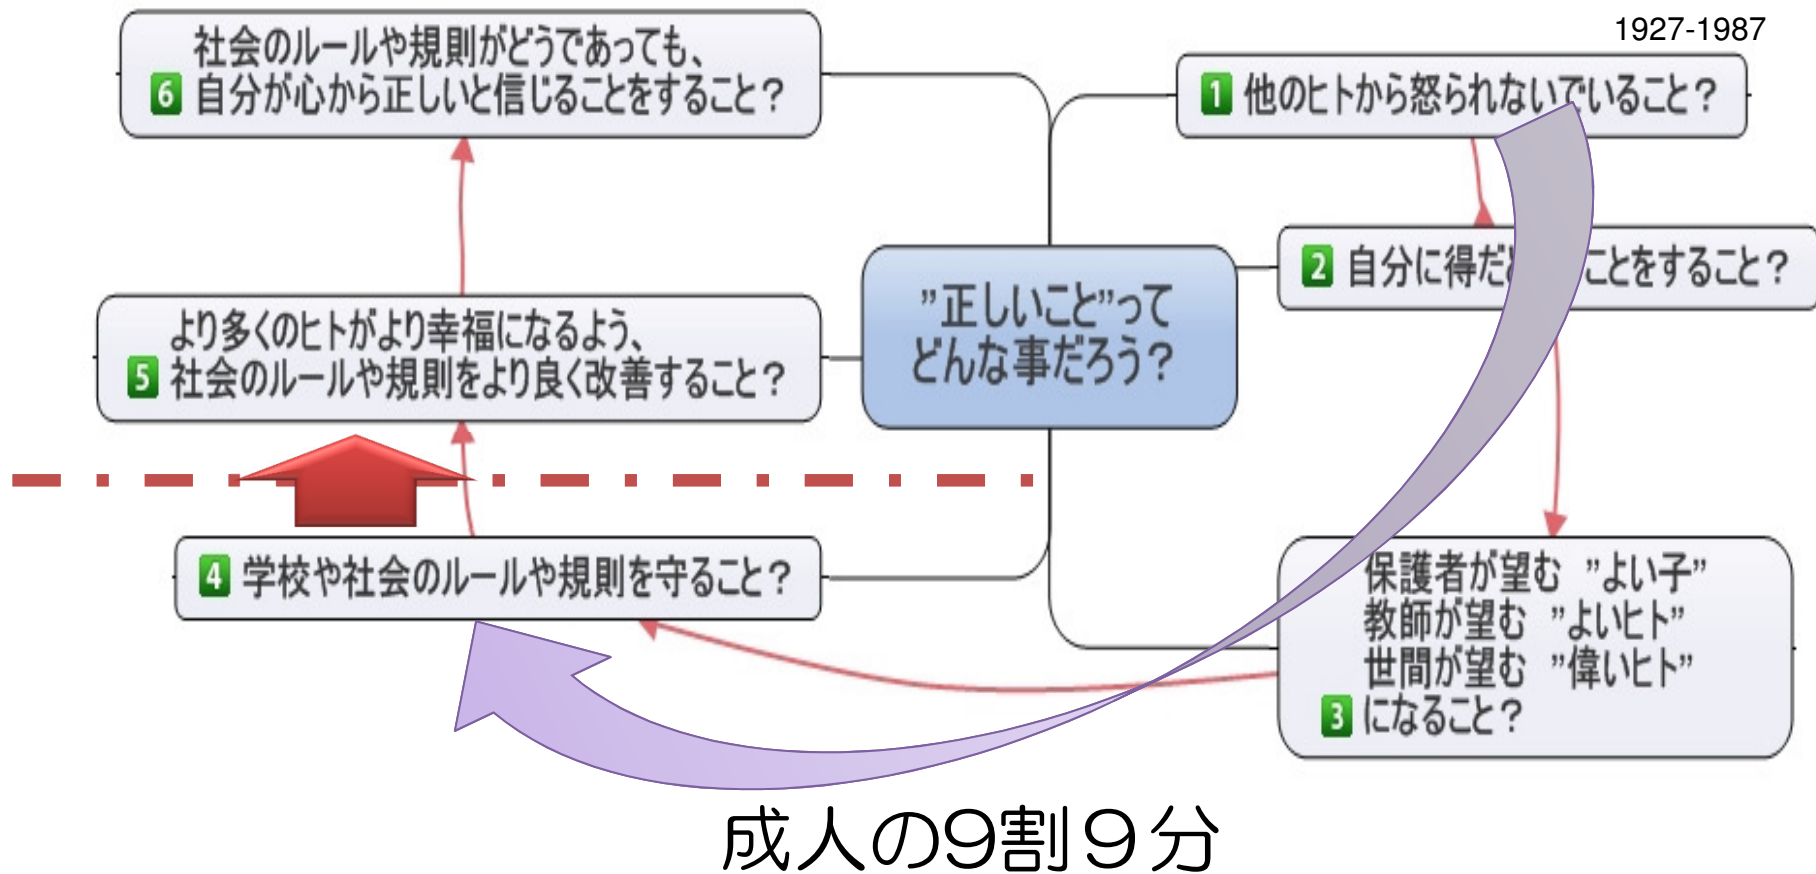 1927-1987
社会のルールや規則がどうであっても、
6 自分が心から正しいと信じることをすること？
1 他のヒトから怒られないでいること？
2 自分に得だ ことをすること？
”正しいこと”って
どんな事だろう？
より多くのヒトがより幸福になるよう、
5 社会のルールや規則をより良く改善すること？
4 学校や社会のルールや規則を守ること？
保護者が望む ”よい子”
教師が望む ”よいヒト”
世間が望む ”偉いヒト”
3 になること？
成人の9割９分